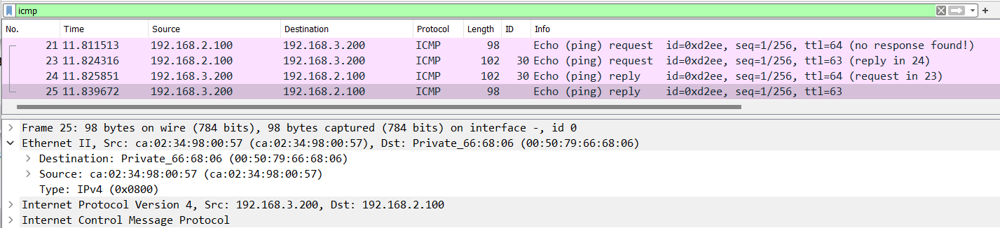 icmp
No. Time Source Destination Protocol Length ID Info
21 11.811513 192.168.2.100 192.168.3.200 ICMP 98 Echo (ping) request id=0xd2ee, seq=1/256, ttl=64 (no response found!)
23 11.824316 192.168.2.100 192.168.3.200 ICMP 102 30 Echo (ping) request id=0xd2ee, seq=1/256, ttl=63 (reply in 24)
24 11.825851 192.168.3.200 192.168.2.100 ICMP 102 30 Echo (ping) reply id=0xd2ee, seq=1/256, ttl=64 (request in 23)
25 11.839672 192.168.3.200 192.168.2.100 ICMP 98 Echo (ping) reply id=0xd2ee, seq=1/256, ttl=63
Frame 25: 98 bytes on wire (784 bits), 98 bytes captured (784 bits) on interface -, id 0
Ethernet II, Src: ca:02:34:98:00:57 (ca:02:34:98:00:57), Dst: Private_66:68:06 (00:50:79:66:68:06)
Destination: Private_66:68:06 (00:50:79:66:68:06)
Source: ca:02:34:98:00:57 (ca:02:34:98:00:57)
Type: IPv4 (0x0800)
Internet Protocol Version 4, Src: 192.168.3.200, Dst: 192.168.2.100
Internet Control Message Protocol